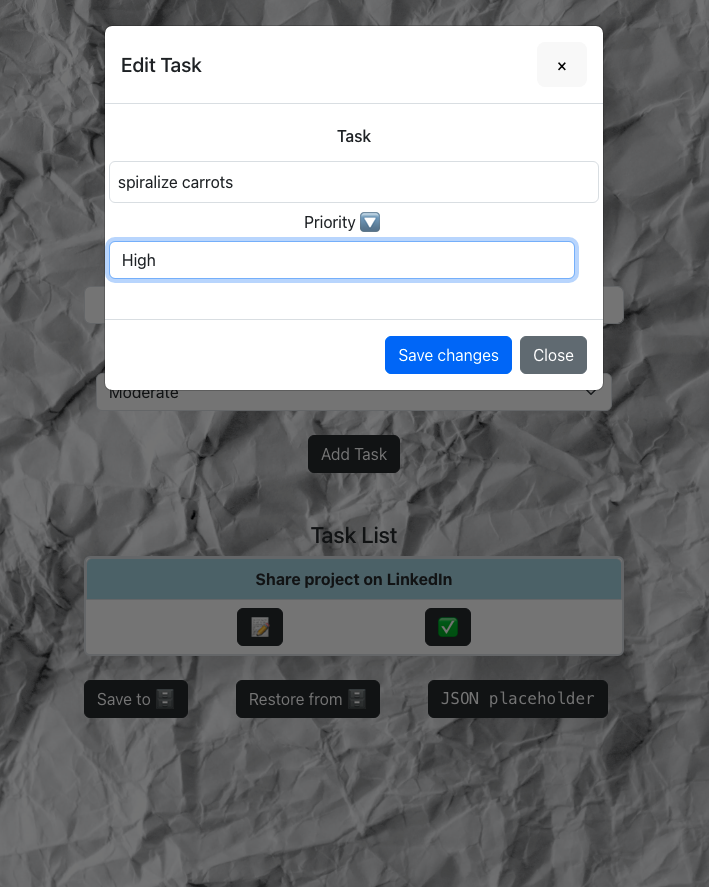 Edit Task
×
Task
spiralize carrots
Priority 🔽
High
Save changes
Close
Moderate
Add Task
Task List
Share project on LinkedIn
📝
✅
Save to 🗄️
Restore from 🗄️
JSON placeholder